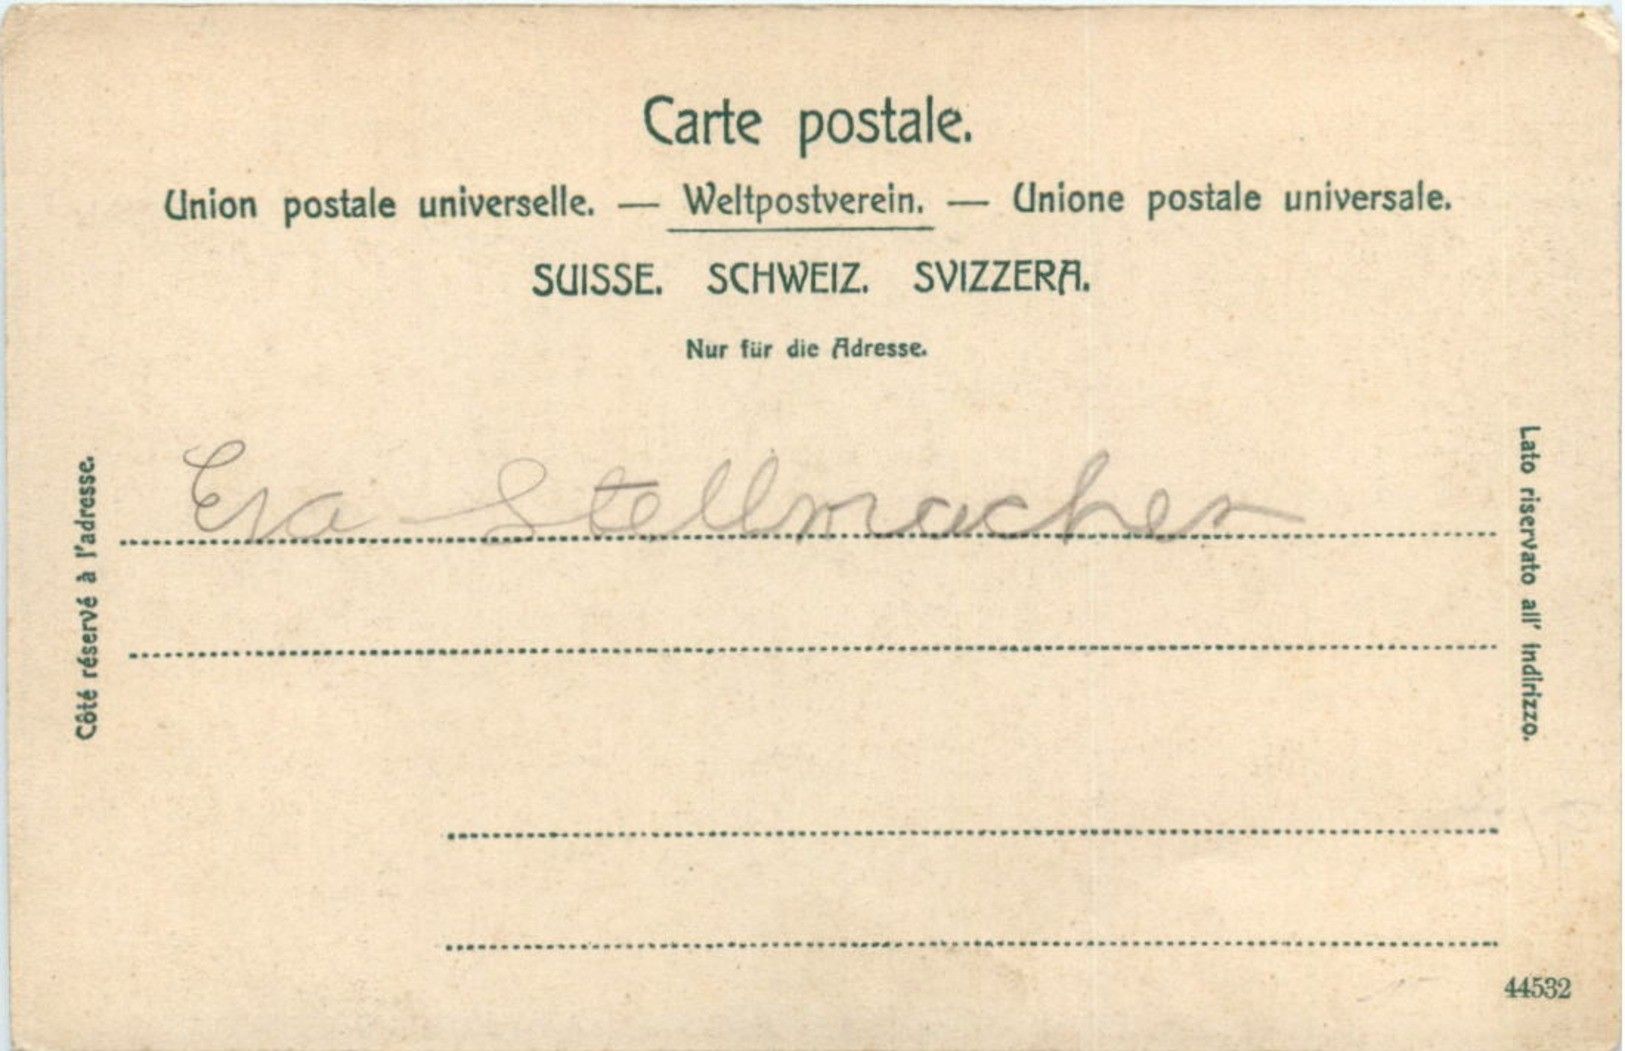 Carte postale.
Union postale universelle. — Weltpostverein. — Unione postale universale.
SUISSE. SCHWEIZ. SVIZZERA.
Nur für die Adresse.
Côté réservé à l'adresse.
Eva Stellmacher
Lato riservato all' indirizzo.
44532